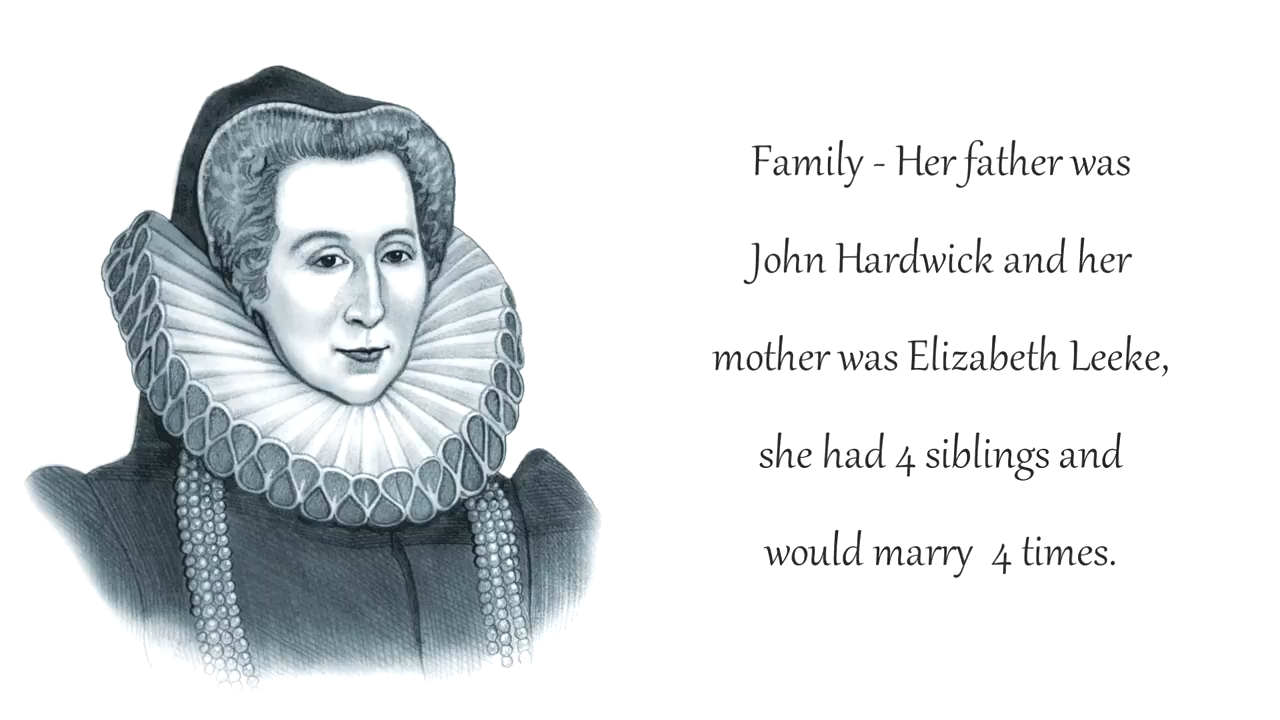 Family - Her father was
John Hardwick and her
mother was Elizabeth Leeke,
she had 4 siblings and
would marry  4 times.